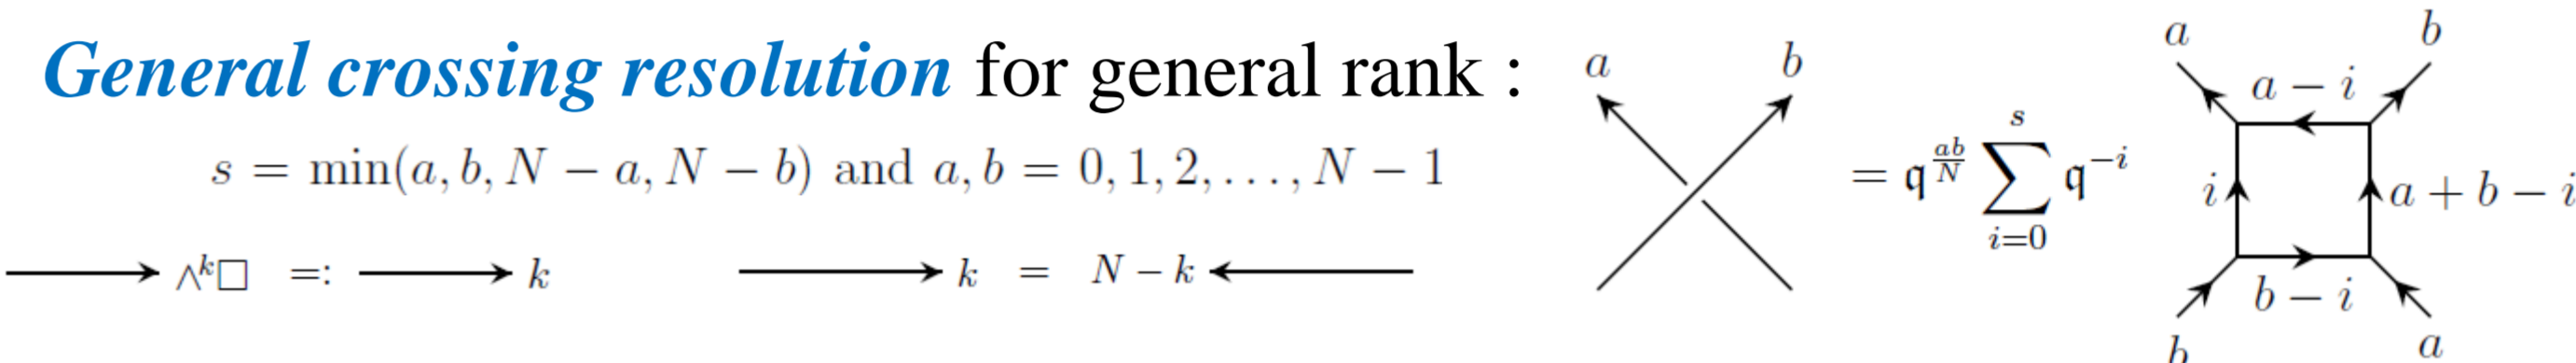 General crossing resolution for general rank :
s = min(a, b, N − a, N − b) and a, b = 0, 1, 2, . . . , N − 1
∧^k□ =: k
k = N − k
a b
b a
= 𝔮^{ab/N} ∑_{i=0}^{s} 𝔮^{−i}
a b
a − i
i a + b − i
b − i
b a